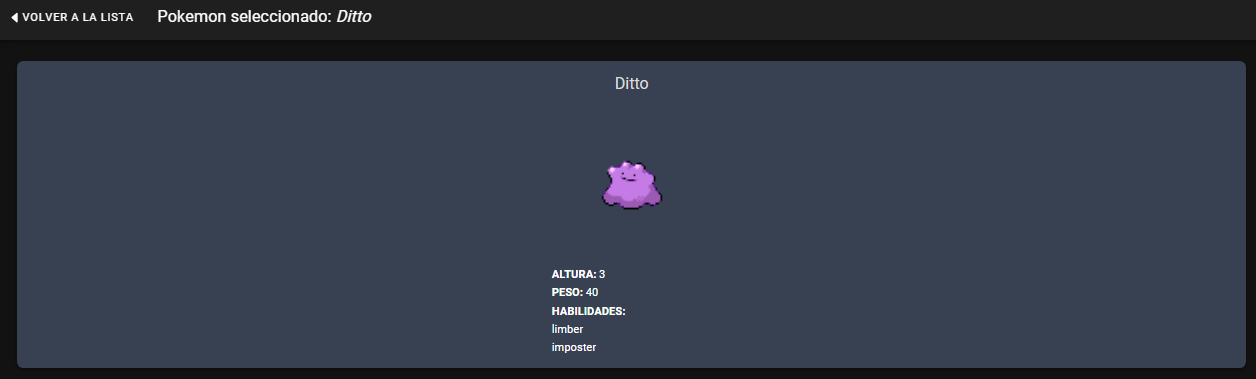 VOLVER A LA LISTA Pokemon seleccionado: Ditto
Ditto
ALTURA: 3
PESO: 40
HABILIDADES:
limber
imposter